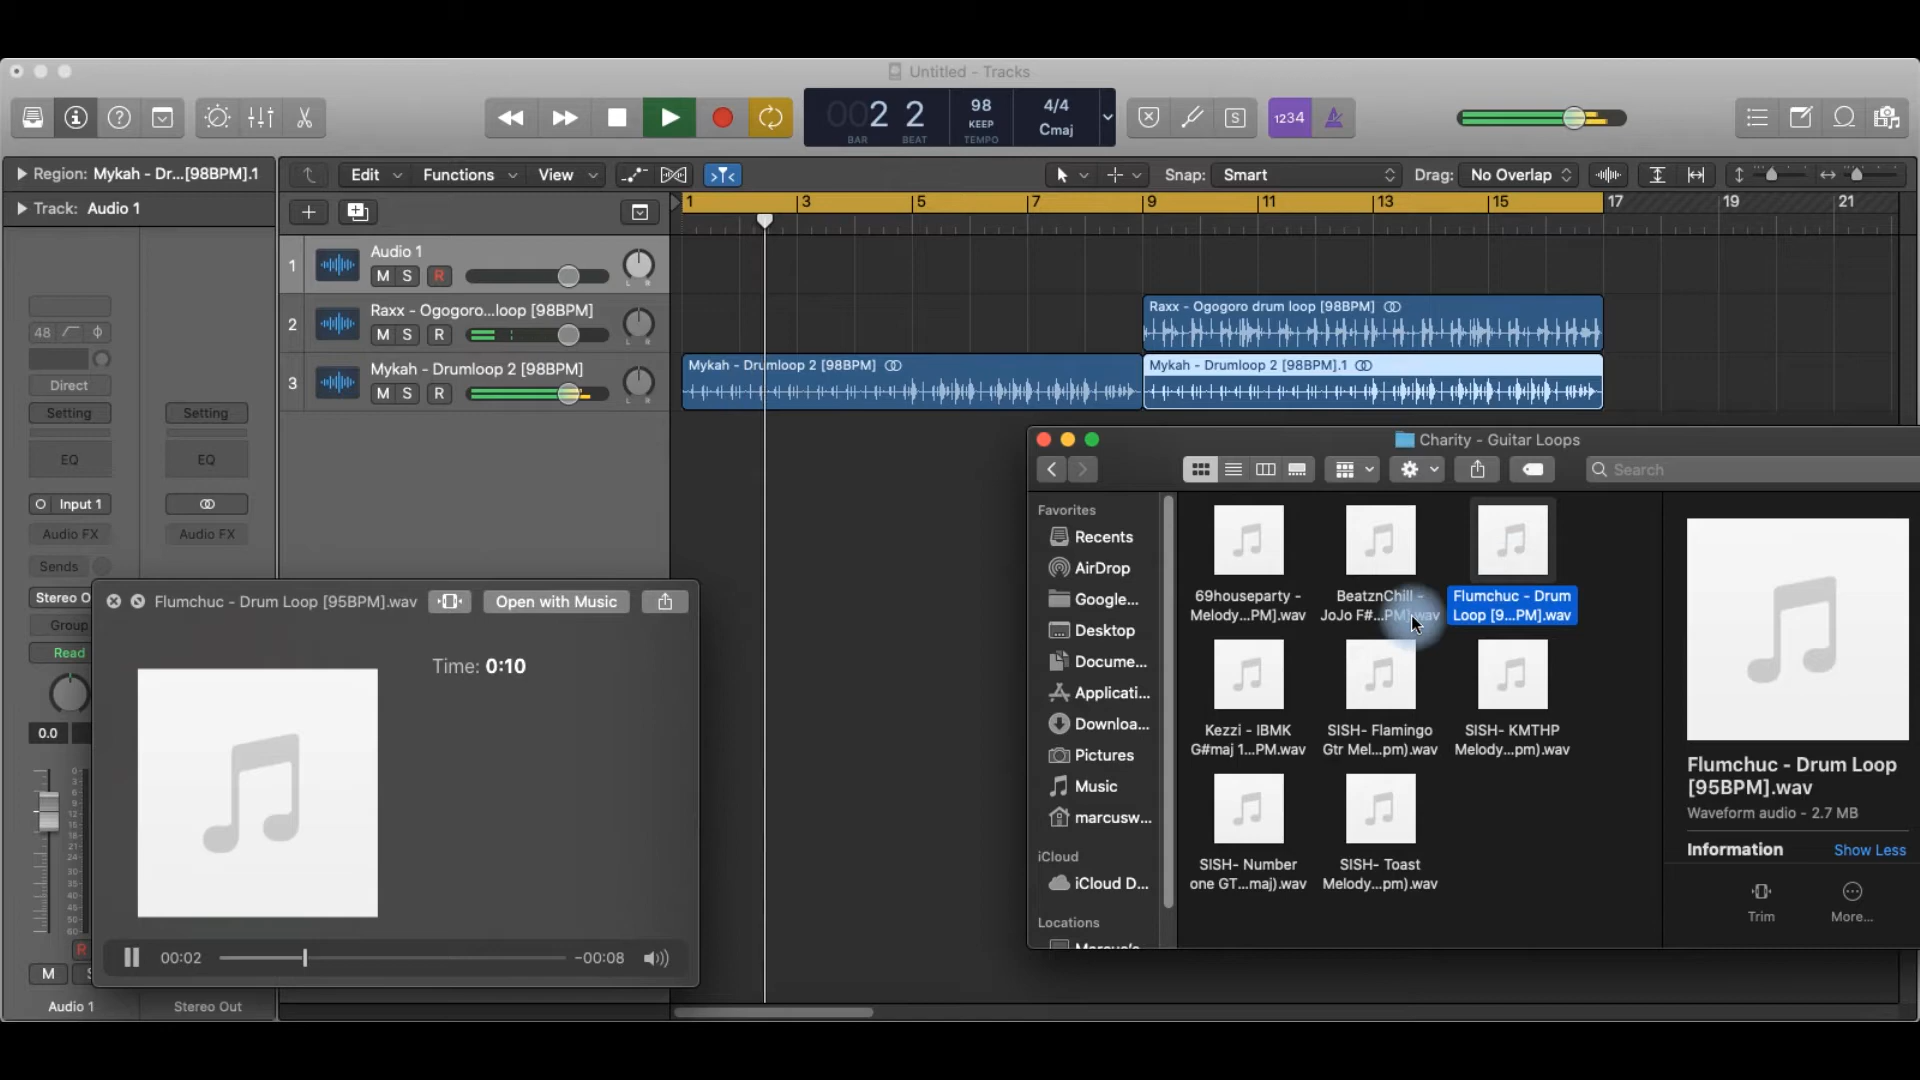 Untitled - Tracks
002 2
BAR BEAT
98
KEEP
TEMPO
4/4
Cmaj
S
1234
Region: Mykah - Dr...[98BPM].1
Edit Functions View
Snap: Smart
Drag: No Overlap
Track: Audio 1
1 3 5 7 9 11 13 15 17 19 21
1
Audio 1
M S R
L R
2
Raxx - Ogogoro...loop [98BPM]
M S R
L R
3
Mykah - Drumloop 2 [98BPM]
M S R
L R
Raxx - Ogogoro drum loop [98BPM]
Mykah - Drumloop 2 [98BPM]
Mykah - Drumloop 2 [98BPM].1
48
Direct
Setting Setting
EQ EQ
Input 1
Audio FX Audio FX
Sends
Stereo O
Group
Read
0.0
M
Audio 1 Stereo Out
Flumchuc - Drum Loop [95BPM].wav
Open with Music
Time: 0:10
00:02
-00:08
Charity - Guitar Loops
Search
Favorites
Recents
AirDrop
Google...
Desktop
Docume...
Applicati...
Downloa...
Pictures
Music
marcusw...
iCloud
iCloud D...
Locations
69houseparty -
Melody...PM].wav
BeatznChill -
JoJo F#...PM].wav
Flumchuc - Drum
Loop [9...PM].wav
Kezzi - IBMK
G#maj 1...PM.wav
SISH- Flamingo
Gtr Mel...pm).wav
SISH- KMTHP
Melody...pm).wav
SISH- Number
one GT...maj).wav
SISH- Toast
Melody...pm).wav
Flumchuc - Drum Loop
[95BPM].wav
Waveform audio - 2.7 MB
Information Show Less
Trim
More...